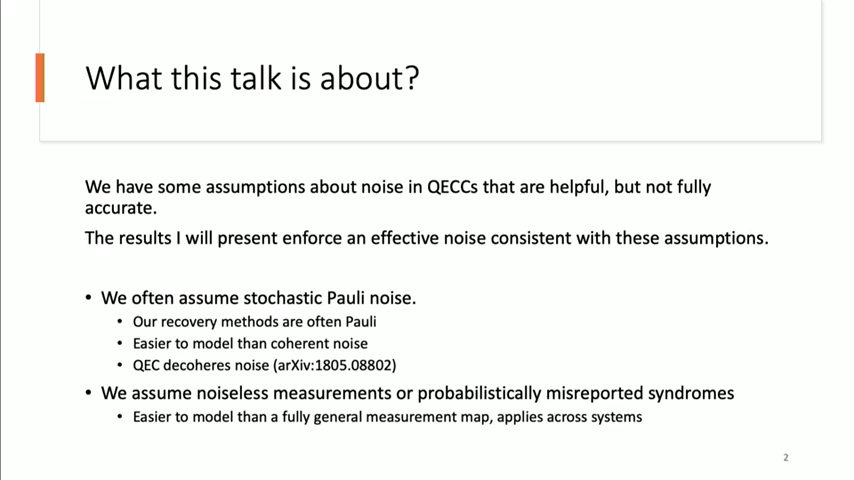 What this talk is about?
We have some assumptions about noise in QECCs that are helpful, but not fully
accurate.
The results I will present enforce an effective noise consistent with these assumptions.
• We often assume stochastic Pauli noise.
• Our recovery methods are often Pauli
• Easier to model than coherent noise
• QEC decoheres noise (arXiv:1805.08802)
• We assume noiseless measurements or probabilistically misreported syndromes
• Easier to model than a fully general measurement map, applies across systems
2